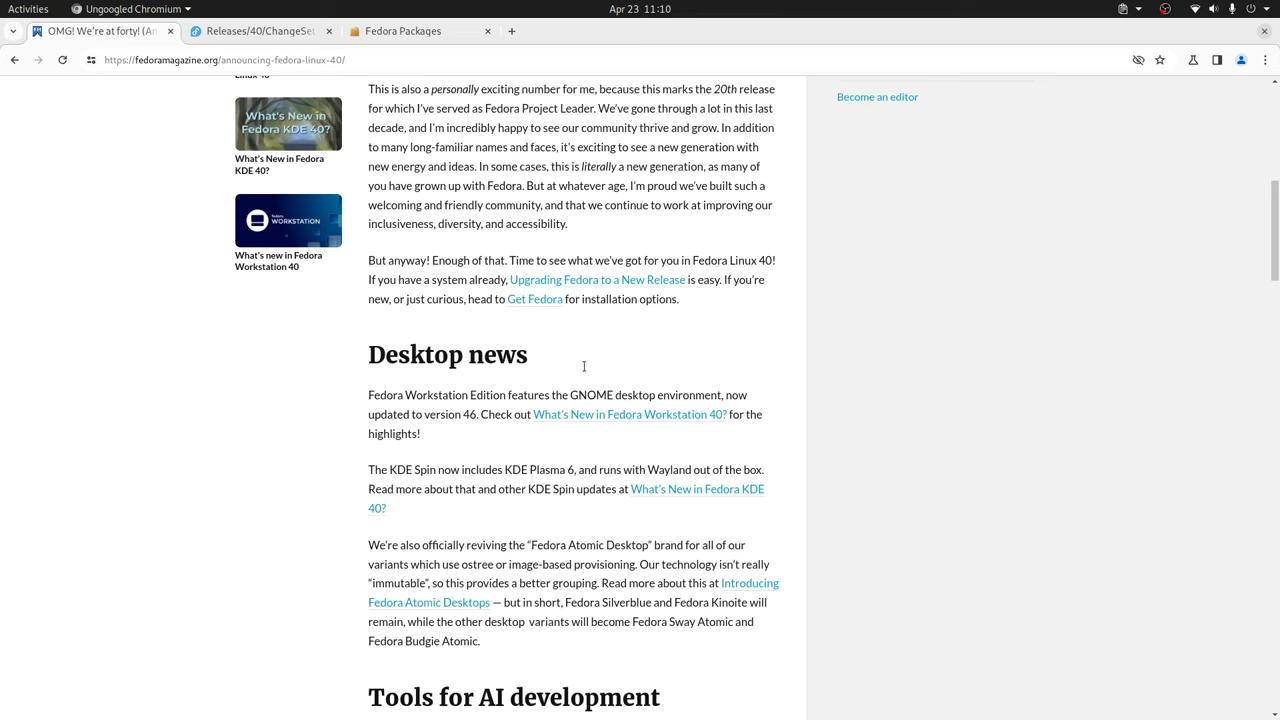 Activities
Ungoogled Chromium
Apr 23 11:10
OMG! We're at forty! (An
Releases/40/ChangeSet
Fedora Packages
https://fedoramagazine.org/announcing-fedora-linux-40/
Linux 40
What's New in
Fedora KDE 40?
What's New in Fedora
KDE 40?
fedora
WORKSTATION
What's new in Fedora
Workstation 40
This is also a personally exciting number for me, because this marks the 20th release
for which I've served as Fedora Project Leader. We've gone through a lot in this last
decade, and I'm incredibly happy to see our community thrive and grow. In addition
to many long-familiar names and faces, it's exciting to see a new generation with
new energy and ideas. In some cases, this is literally a new generation, as many of
you have grown up with Fedora. But at whatever age, I'm proud we've built such a
welcoming and friendly community, and that we continue to work at improving our
inclusiveness, diversity, and accessibility.
But anyway! Enough of that. Time to see what we've got for you in Fedora Linux 40!
If you have a system already, Upgrading Fedora to a New Release is easy. If you're
new, or just curious, head to Get Fedora for installation options.
Desktop news
Fedora Workstation Edition features the GNOME desktop environment, now
updated to version 46. Check out What's New in Fedora Workstation 40? for the
highlights!
The KDE Spin now includes KDE Plasma 6, and runs with Wayland out of the box.
Read more about that and other KDE Spin updates at What's New in Fedora KDE
40?
We're also officially reviving the “Fedora Atomic Desktop” brand for all of our
variants which use ostree or image-based provisioning. Our technology isn't really
“immutable”, so this provides a better grouping. Read more about this at Introducing
Fedora Atomic Desktops — but in short, Fedora Silverblue and Fedora Kinoite will
remain, while the other desktop variants will become Fedora Sway Atomic and
Fedora Budgie Atomic.
Tools for AI development
Become an editor